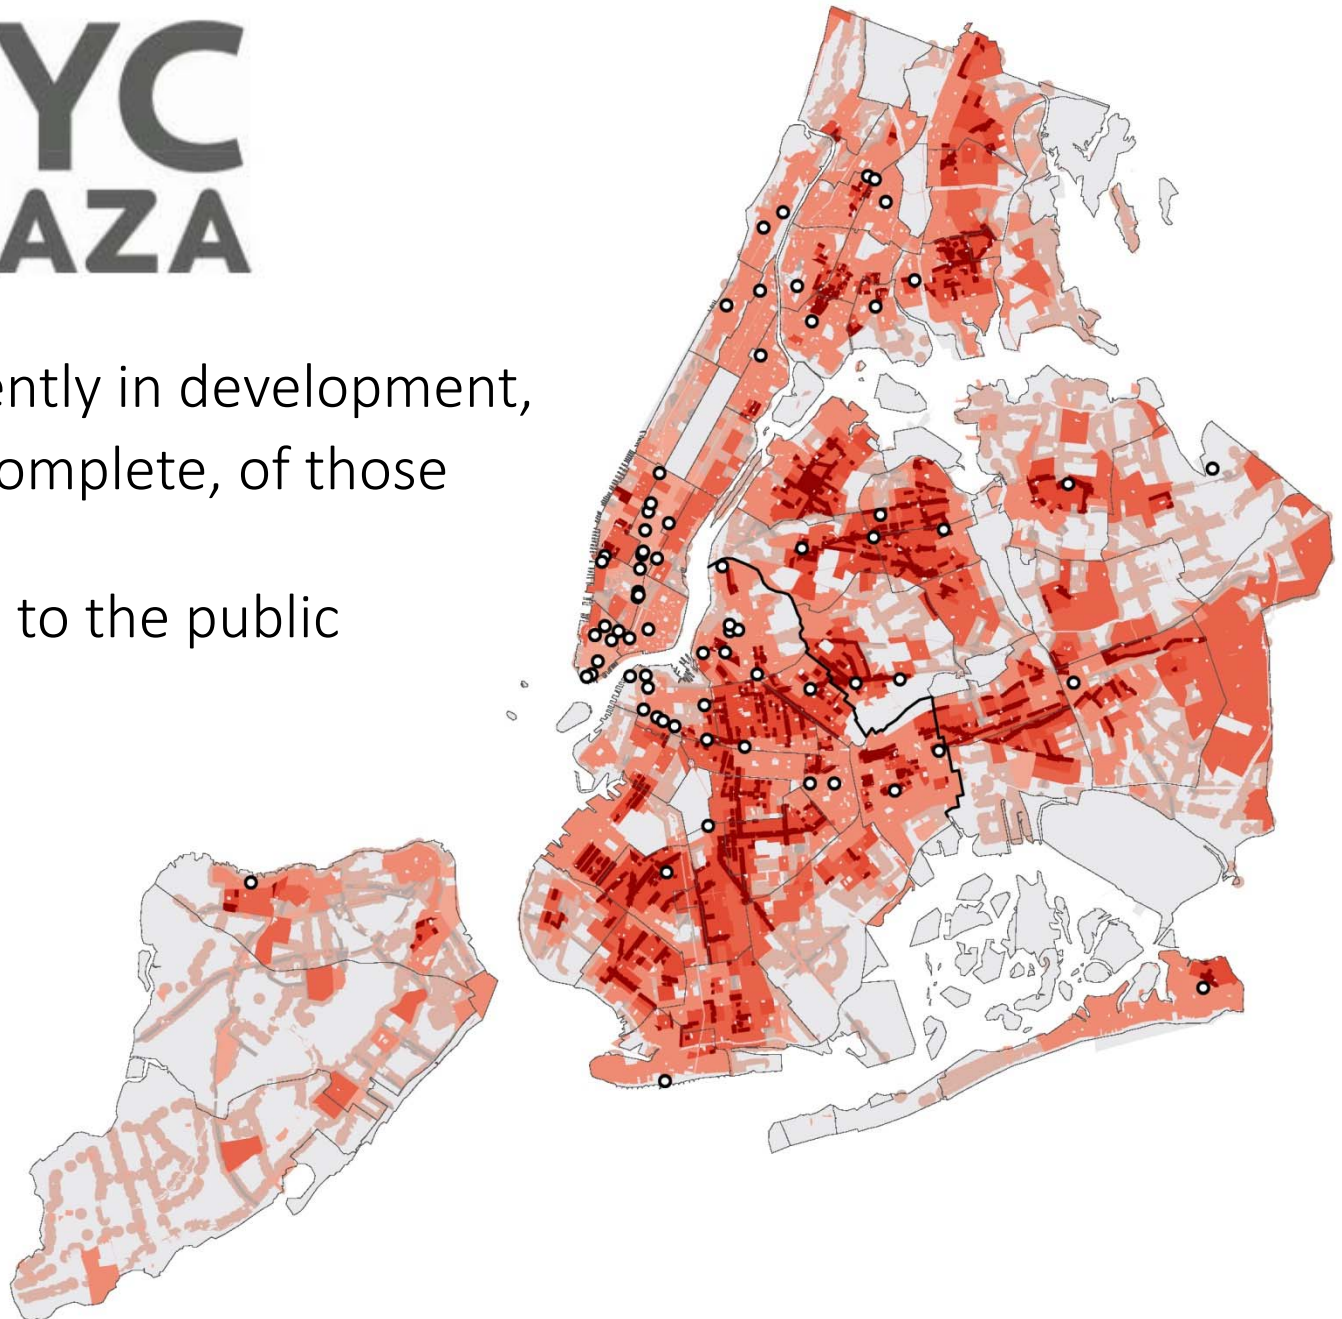 YC
AZA
ently in development,
omplete, of those
to the public